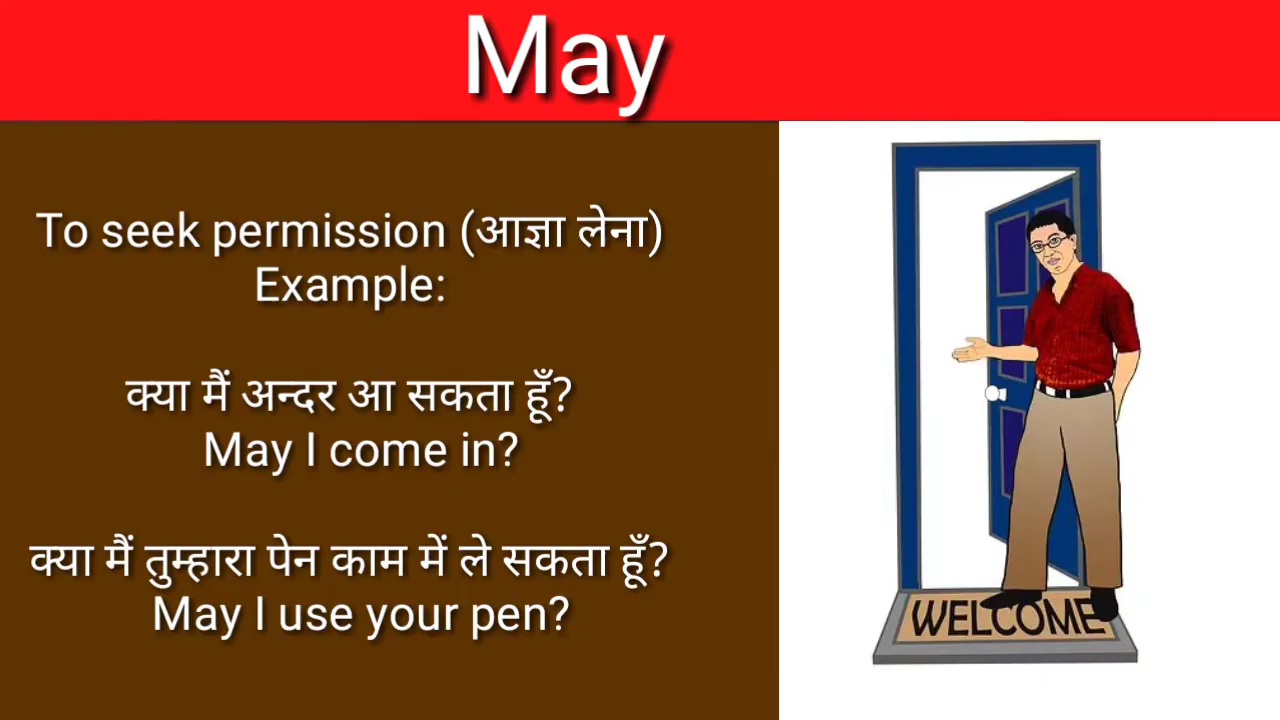 May
To seek permission (आज्ञा लेना)
Example:
क्या मैं अन्दर आ सकता हूँ?
May I come in?
क्या मैं तुम्हारा पेन काम में ले सकता हूँ?
May I use your pen?
WELCOME